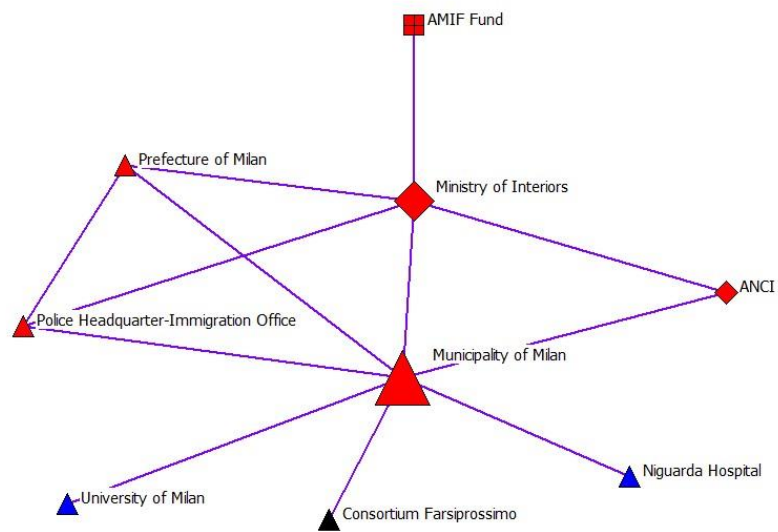 AMIF Fund
Prefecture of Milan
Ministry of Interiors
ANCI
Police Headquarter-Immigration Office
Municipality of Milan
Niguarda Hospital
University of Milan
Consortium Farsiprossimo